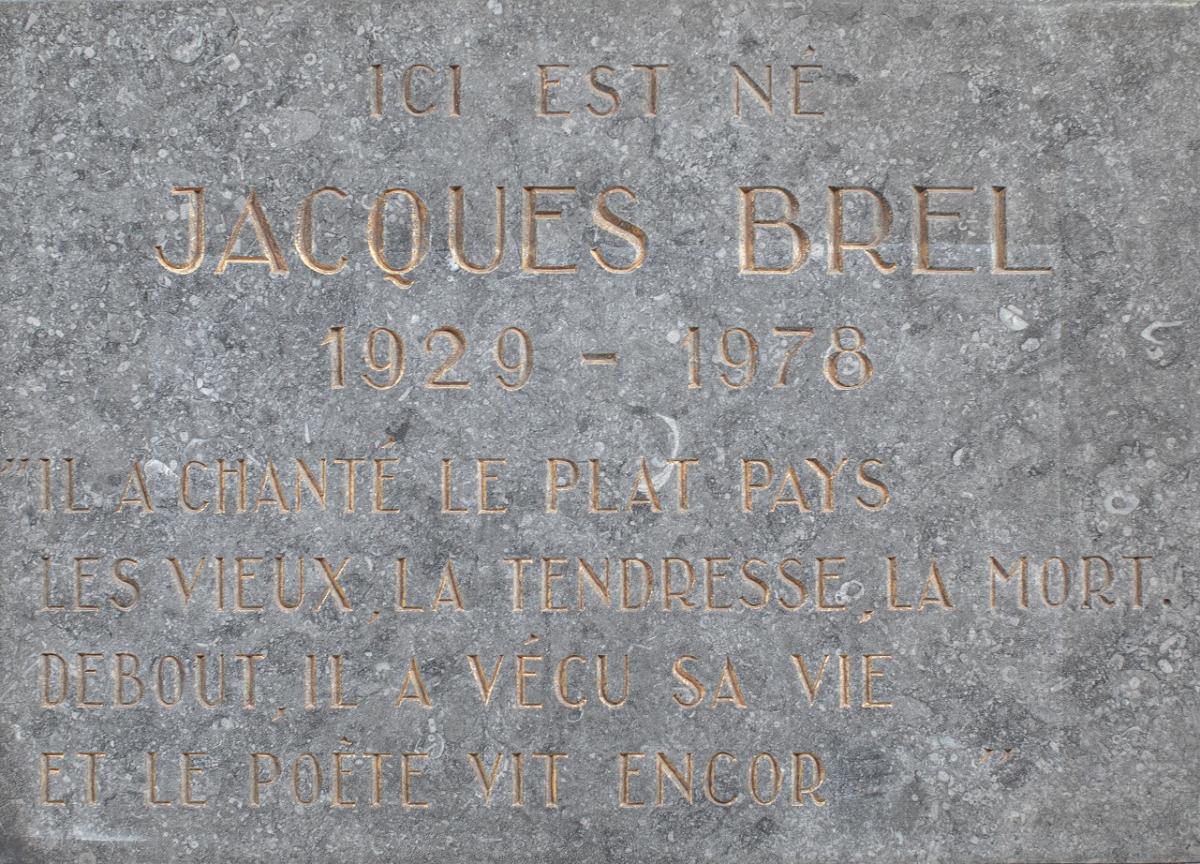 ICI EST NÉ
JACQUES BREL
1929 - 1978
"IL A CHANTÉ LE PLAT PAYS
LES VIEUX, LA TENDRESSE, LA MORT.
DEBOUT, IL A VÉCU SA VIE
ET LE POÈTE VIT ENCOR "